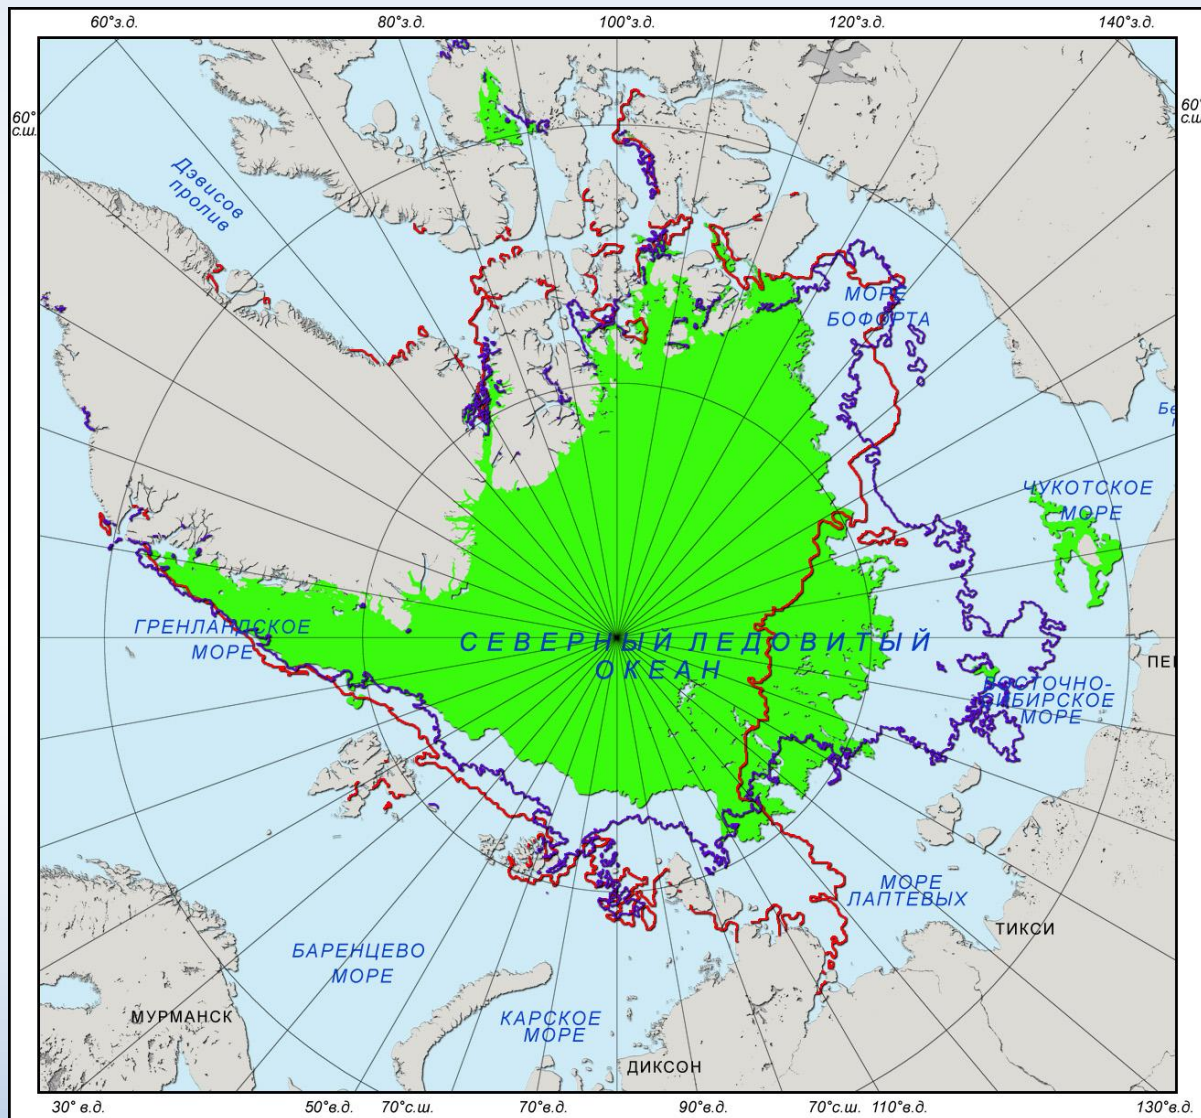 60°з.д.
80°з.д.
100°з.д.
120°з.д.
140°з.д.
60°
с.ш.
60°
с.ш.
Дэвисов
пролив
МОРЕ
БОФОРТА
Бе
ЧУКОТСКОЕ
МОРЕ
ГРЕНЛАНДСКОЕ
МОРЕ
СЕВЕРНЫЙ ЛЕДОВИТЫЙ
ОКЕАН
ПЕ
ВОСТОЧНО-
СИБИРСКОЕ
МОРЕ
МОРЕ
ЛАПТЕВЫХ
ТИКСИ
БАРЕНЦЕВО
МОРЕ
МУРМАНСК
КАРСКОЕ
МОРЕ
ДИКСОН
30° в.д.
50°в.д.
70°с.ш.
70°в.д.
90°в.д.
70°с.ш.
110°в.д.
130°в.д.